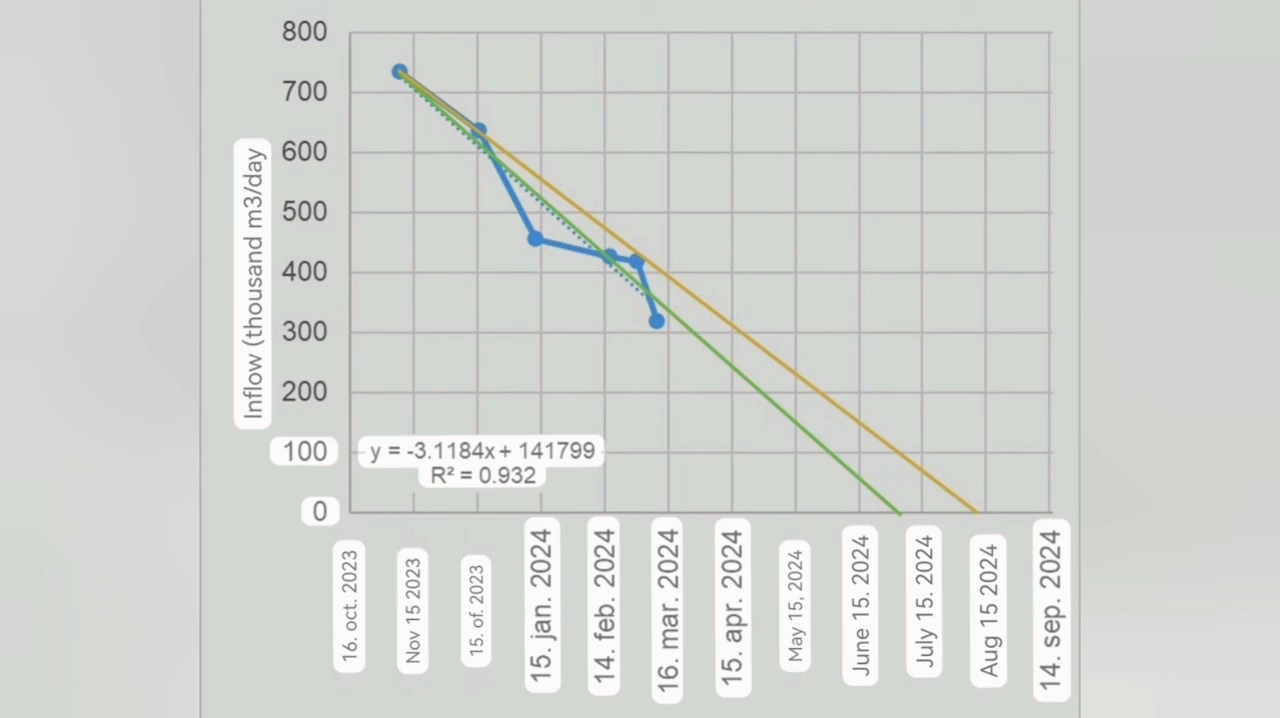 800
700
600
500
400
300
200
100
0
Inflow (thousand m3/day
y = -3.1184x + 141799
R² = 0.932
16. oct. 2023
Nov 15 2023
15. of. 2023
15. jan. 2024
14. feb. 2024
16. mar. 2024
15. apr. 2024
May 15, 2024
June 15. 2024
July 15. 2024
Aug 15 2024
14. sep. 2024